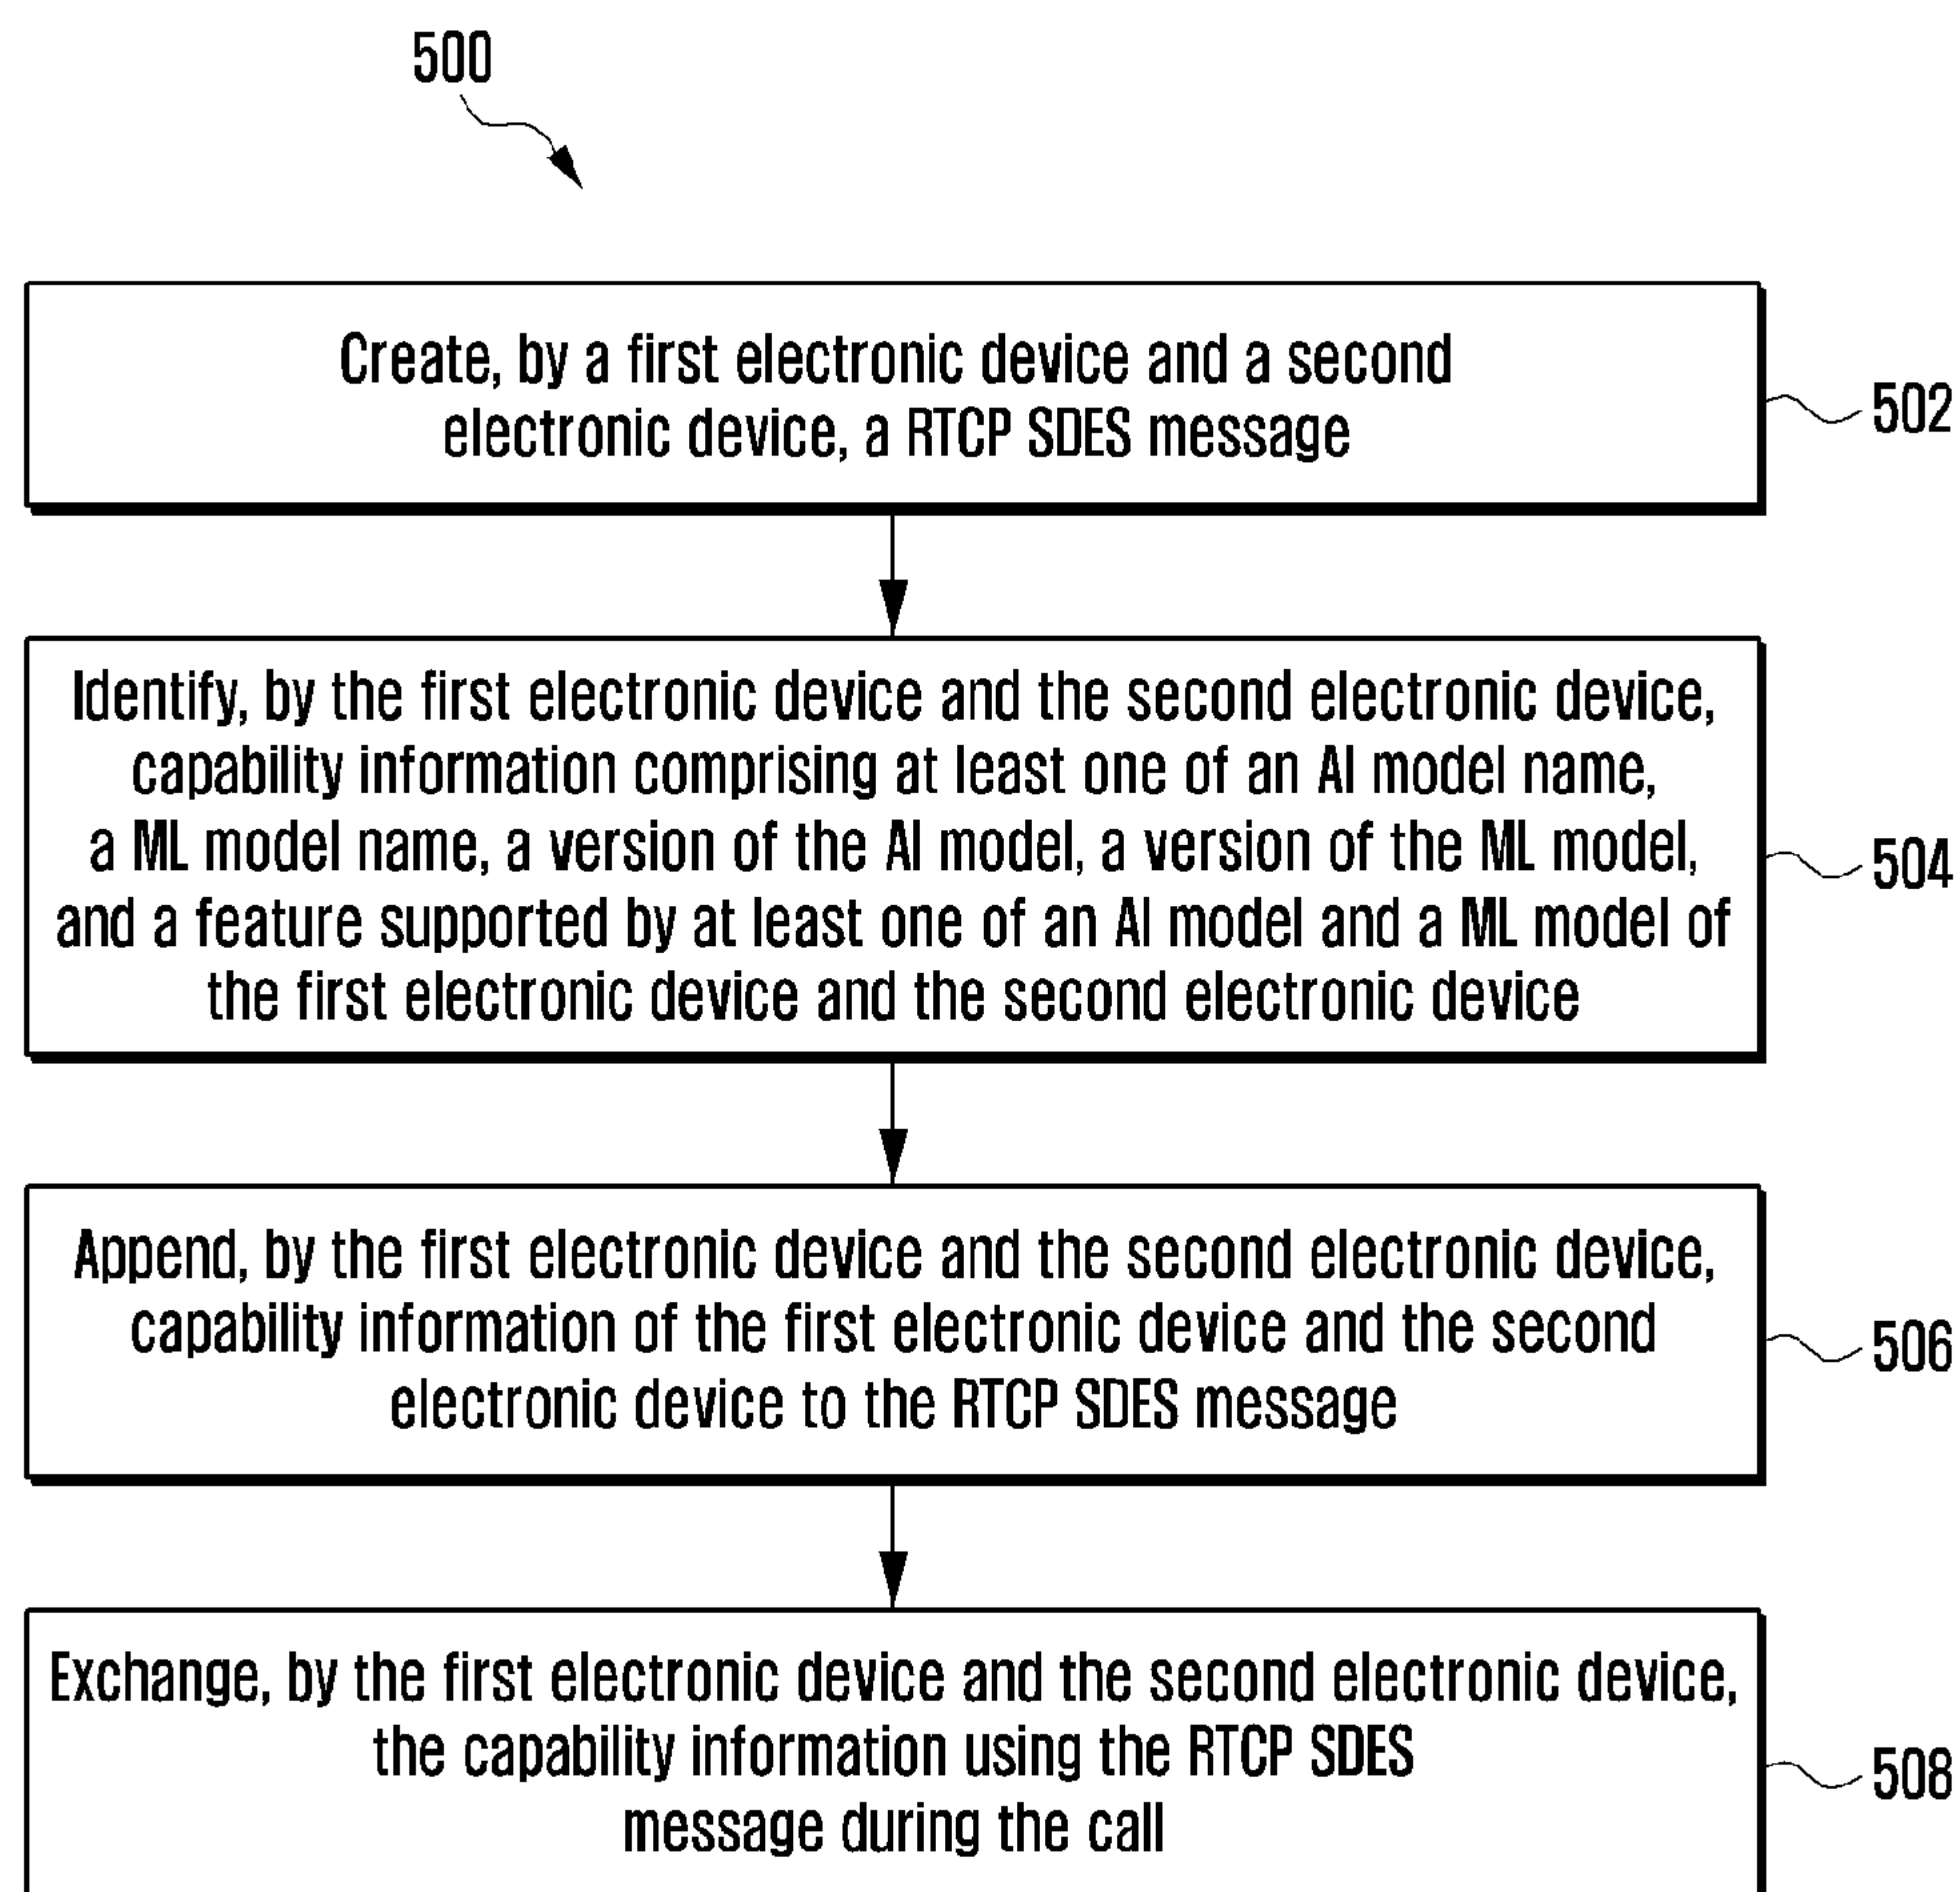 500
Create, by a first electronic device and a second
electronic device, a RTCP SDES message
502
Identify, by the first electronic device and the second electronic device,
capability information comprising at least one of an AI model name,
a ML model name, a version of the AI model, a version of the ML model,
and a feature supported by at least one of an AI model and a ML model of
the first electronic device and the second electronic device
504
Append, by the first electronic device and the second electronic device,
capability information of the first electronic device and the second
electronic device to the RTCP SDES message
506
Exchange, by the first electronic device and the second electronic device,
the capability information using the RTCP SDES
message during the call
508